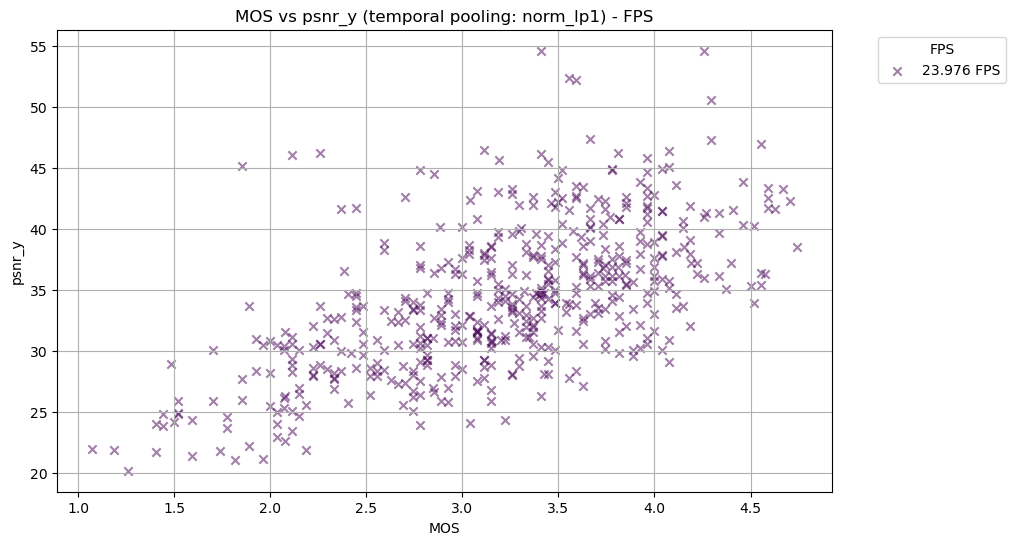 MOS vs psnr_y (temporal pooling: norm_lp1) - FPS
FPS
23.976 FPS
psnr_y
55
50
45
40
35
30
25
20
1.0 1.5 2.0 2.5 3.0 3.5 4.0 4.5
MOS